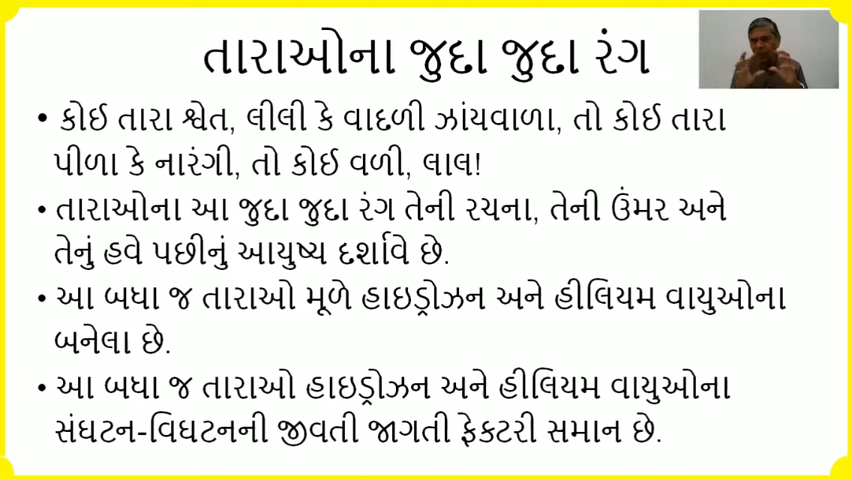 તારાઓના જુદા જુદા રંગ
• કોઈ તારા શ્વેત, લીલી કે વાદળી ઝાંયવાળા, તો કોઈ તારા
પીળા કે નારંગી, તો કોઈ વળી, લાલ!
• તારાઓના આ જુદા જુદા રંગ તેની રચના, તેની ઉંમર અને
તેનું હવે પછીનું આયુષ્ય દર્શાવે છે.
• આ બધા જ તારાઓ મૂળે હાઇડ્રોઝન અને હીલિયમ વાયુઓના
બનેલા છે.
• આ બધા જ તારાઓ હાઇડ્રોઝન અને હીલિયમ વાયુઓના
સંઘટન-વિઘટનની જીવતી જાગતી ફેકટરી સમાન છે.